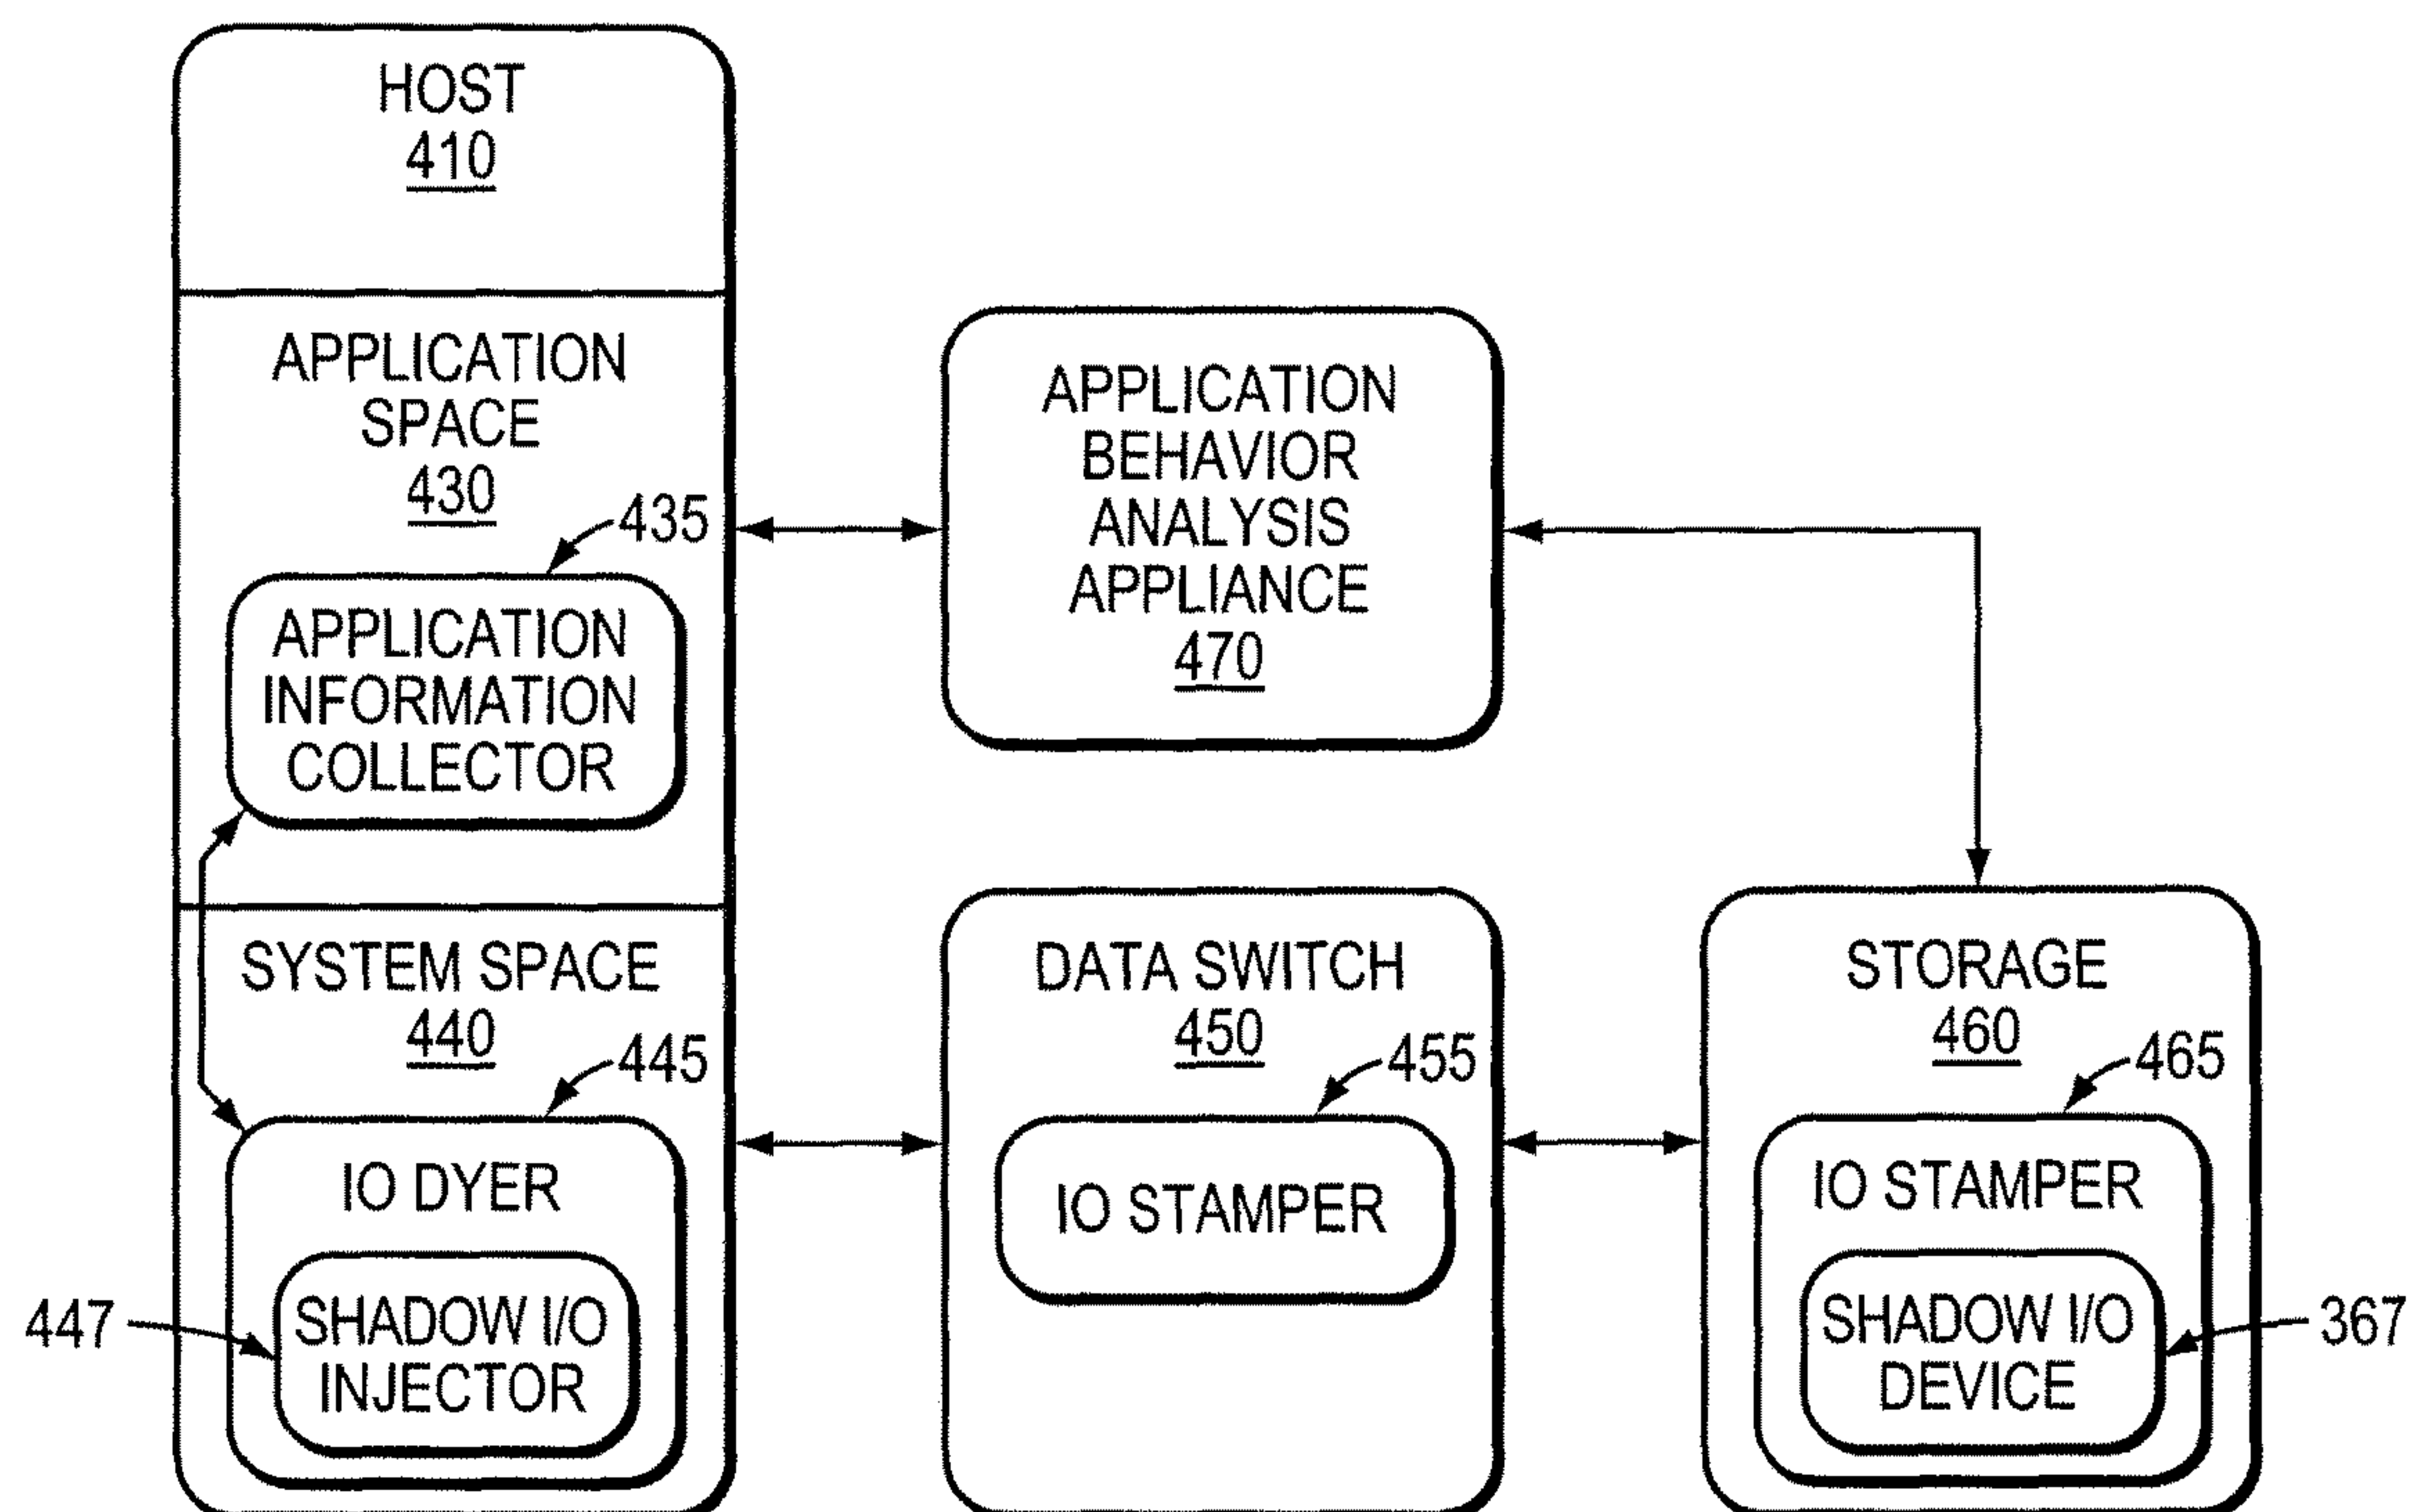 HOST
410
APPLICATION
SPACE
430
435
APPLICATION
INFORMATION
COLLECTOR
SYSTEM SPACE
440
445
IO DYER
447
SHADOW I/O
INJECTOR
APPLICATION
BEHAVIOR
ANALYSIS
APPLIANCE
470
DATA SWITCH
450
455
IO STAMPER
STORAGE
460
465
IO STAMPER
SHADOW I/O
DEVICE
367